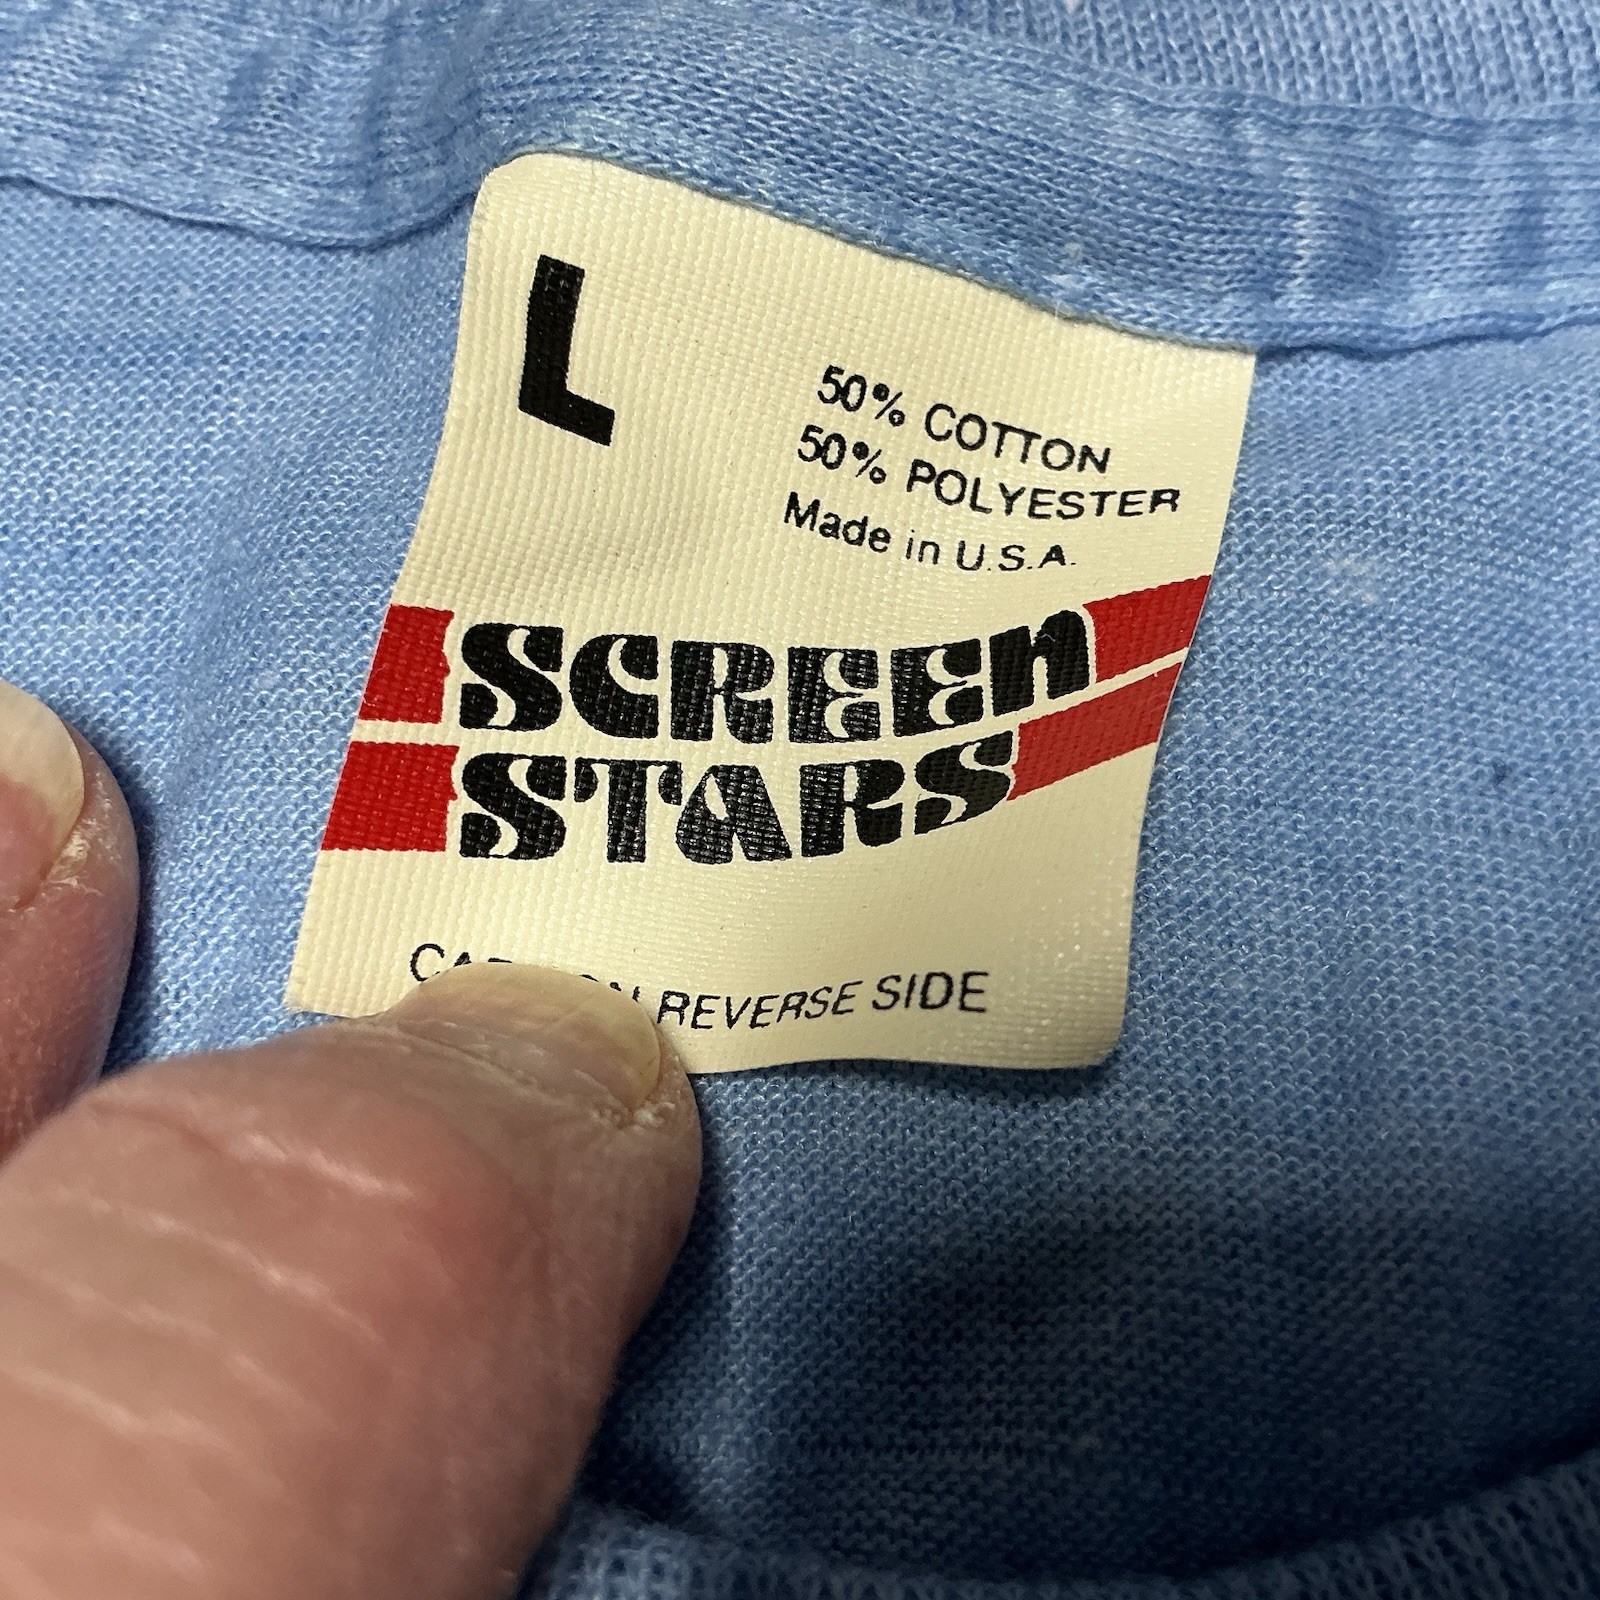 L
50% COTTON
50% POLYESTER
Made in U.S.A.
SCREEN
STARS
REVERSE SIDE